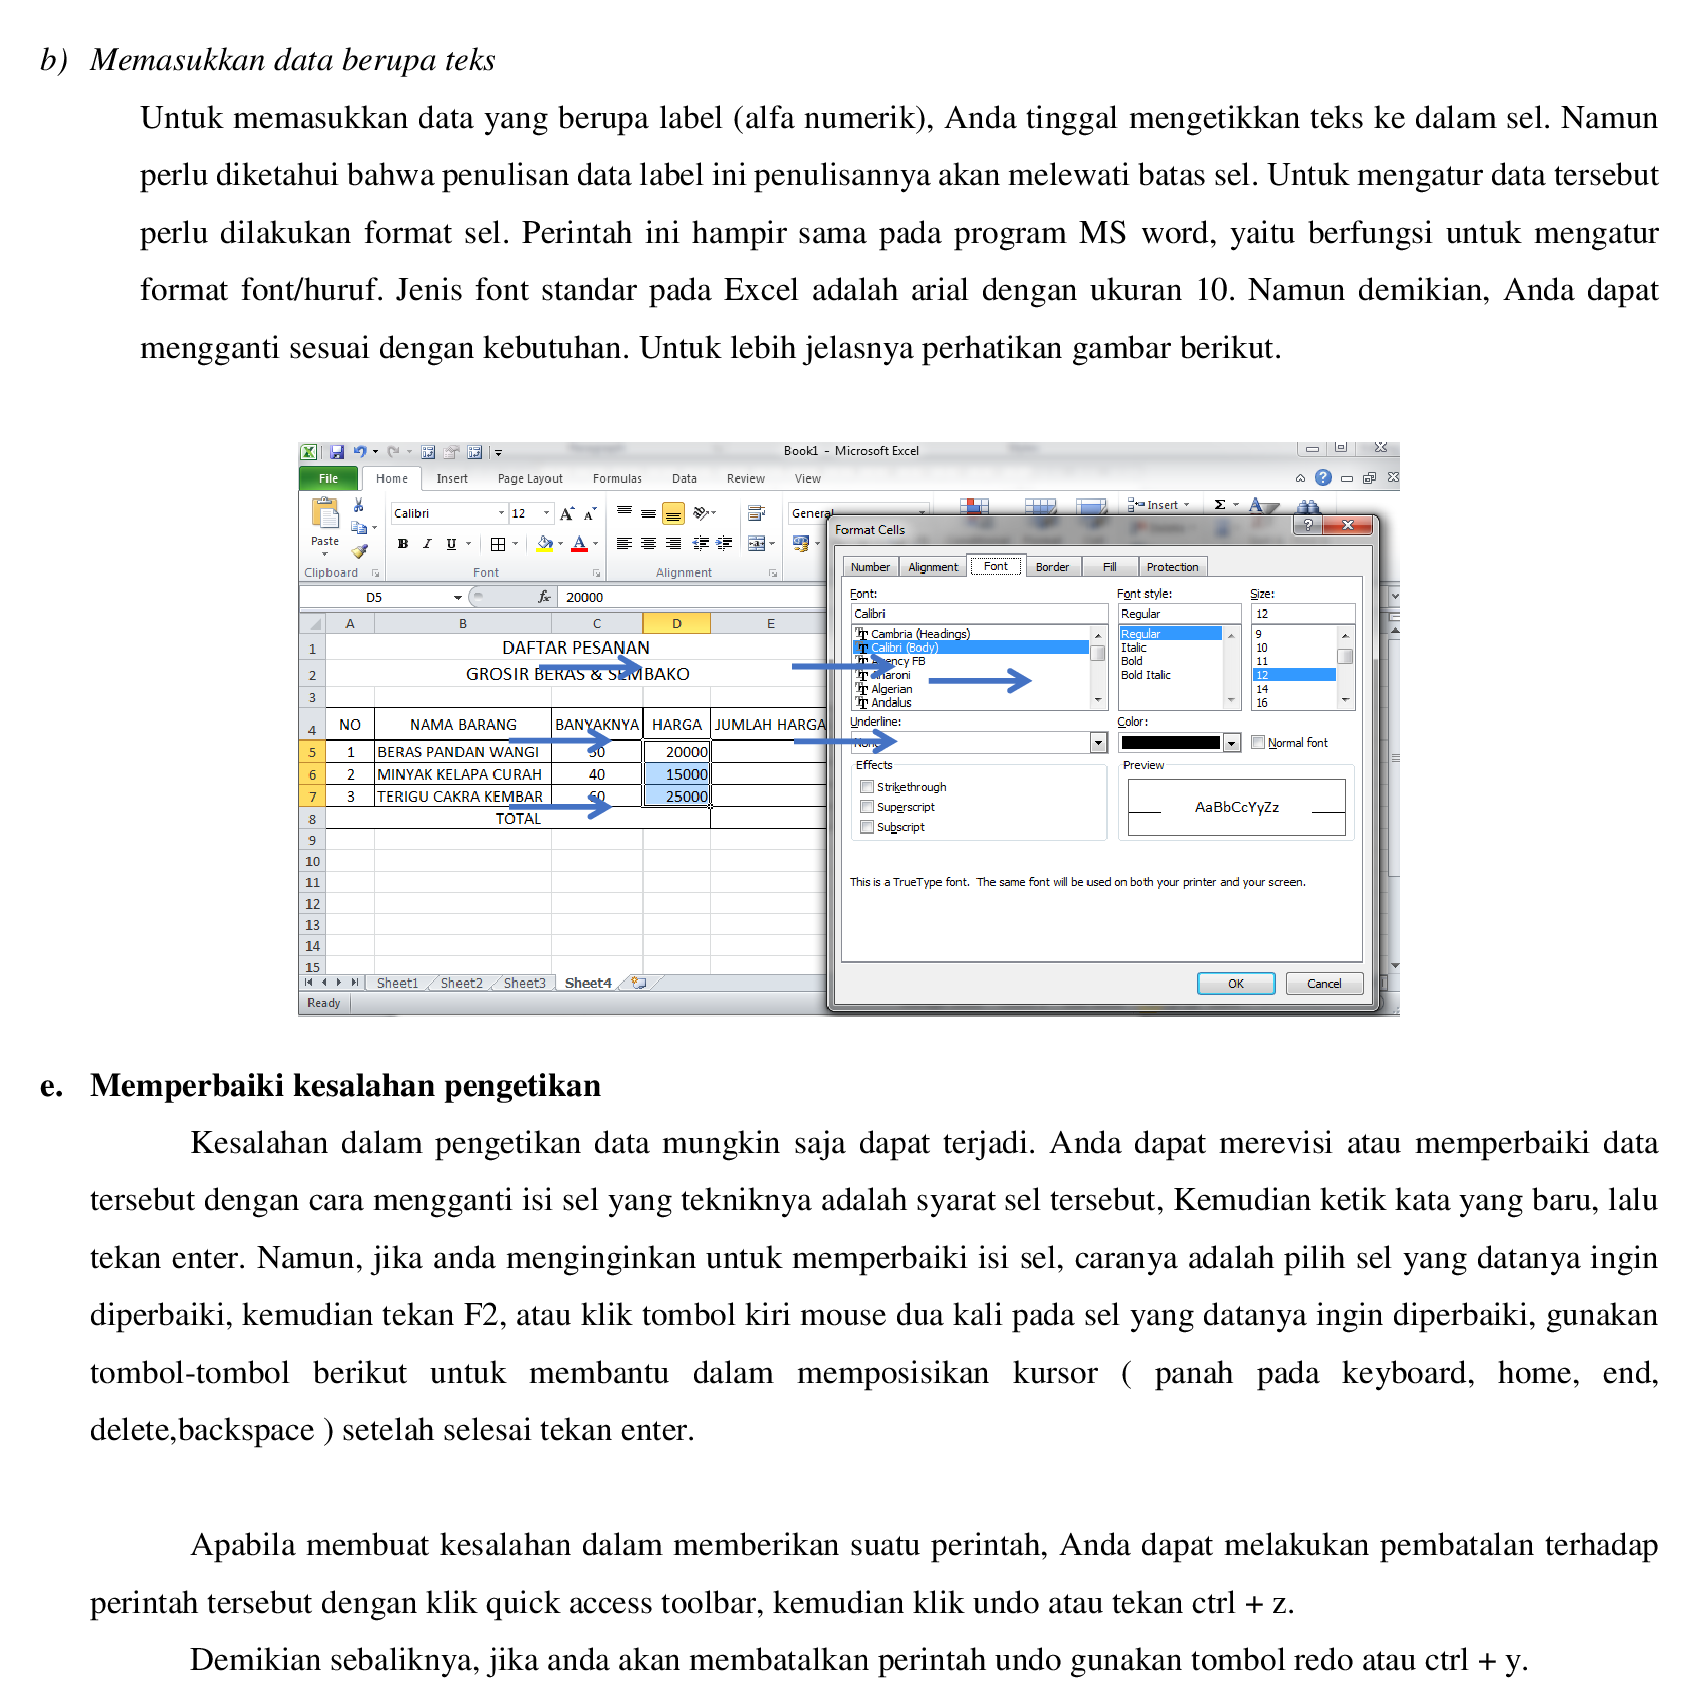 b) Memasukkan data berupa teks
Untuk memasukkan data yang berupa label (alfa numerik), Anda tinggal mengetikkan teks ke dalam sel. Namun
perlu diketahui bahwa penulisan data label ini penulisannya akan melewati batas sel. Untuk mengatur data tersebut
perlu dilakukan format sel. Perintah ini hampir sama pada program MS word, yaitu berfungsi untuk mengatur
format font/huruf. Jenis font standar pada Excel adalah arial dengan ukuran 10. Namun demikian, Anda dapat
mengganti sesuai dengan kebutuhan. Untuk lebih jelasnya perhatikan gambar berikut.
Book1 - Microsoft Excel
File Home Insert Page Layout Formulas Data Review View
Calibri 12 General Insert
Paste
Clipboard Font Alignment
D5 fx 20000
A B C D E
1 DAFTAR PESANAN
2 GROSIR BERAS & SEMBAKO
3
4 NO NAMA BARANG BANYAKNYA HARGA JUMLAH HARGA
5 1 BERAS PANDAN WANGI 20000
6 2 MINYAK KELAPA CURAH 40 15000
7 3 TERIGU CAKRA KEMBAR 60 25000
8 TOTAL
9
10
11
12
13
14
15
Sheet1 Sheet2 Sheet3 Sheet4
Ready
Format Cells
Number Alignment Font Border Fill Protection
Font: Font style: Size:
Calibri Regular 12
Cambria (Headings) Regular 9
Calibri (Body) Italic 10
Agency FB Bold 11
Aharoni Bold Italic 12
Algerian 14
Andalus 16
Underline: Color:
None Normal font
Effects Preview
Strikethrough
Superscript AaBbCcYyZz
Subscript
This is a TrueType font. The same font will be used on both your printer and your screen.
OK Cancel
e. Memperbaiki kesalahan pengetikan
Kesalahan dalam pengetikan data mungkin saja dapat terjadi. Anda dapat merevisi atau memperbaiki data
tersebut dengan cara mengganti isi sel yang tekniknya adalah syarat sel tersebut, Kemudian ketik kata yang baru, lalu
tekan enter. Namun, jika anda menginginkan untuk memperbaiki isi sel, caranya adalah pilih sel yang datanya ingin
diperbaiki, kemudian tekan F2, atau klik tombol kiri mouse dua kali pada sel yang datanya ingin diperbaiki, gunakan
tombol-tombol berikut untuk membantu dalam memposisikan kursor ( panah pada keyboard, home, end,
delete,backspace ) setelah selesai tekan enter.
Apabila membuat kesalahan dalam memberikan suatu perintah, Anda dapat melakukan pembatalan terhadap
perintah tersebut dengan klik quick access toolbar, kemudian klik undo atau tekan ctrl + z.
Demikian sebaliknya, jika anda akan membatalkan perintah undo gunakan tombol redo atau ctrl + y.